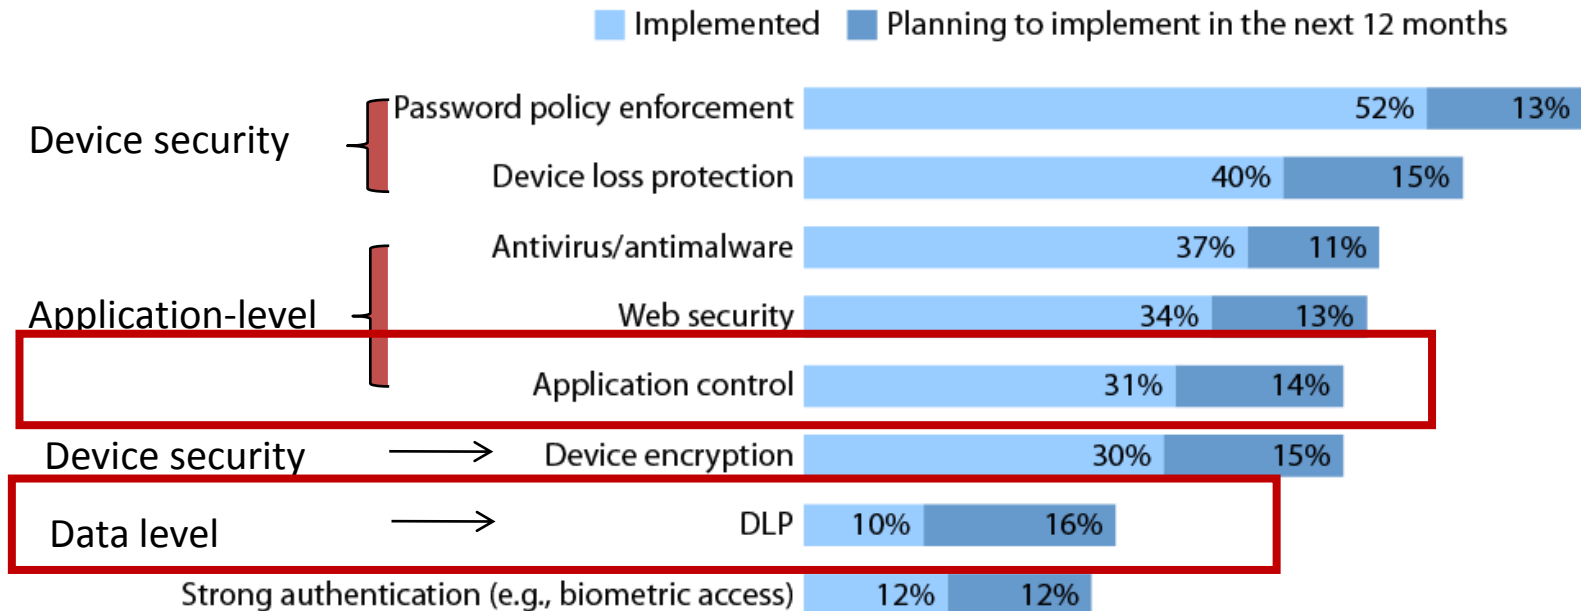 Implemented Planning to implement in the next 12 months
Device security
Password policy enforcement 52% 13%
Device loss protection 40% 15%
Application-level
Antivirus/antimalware 37% 11%
Web security 34% 13%
Application control 31% 14%
Device security Device encryption 30% 15%
Data level DLP 10% 16%
Strong authentication (e.g., biometric access) 12% 12%